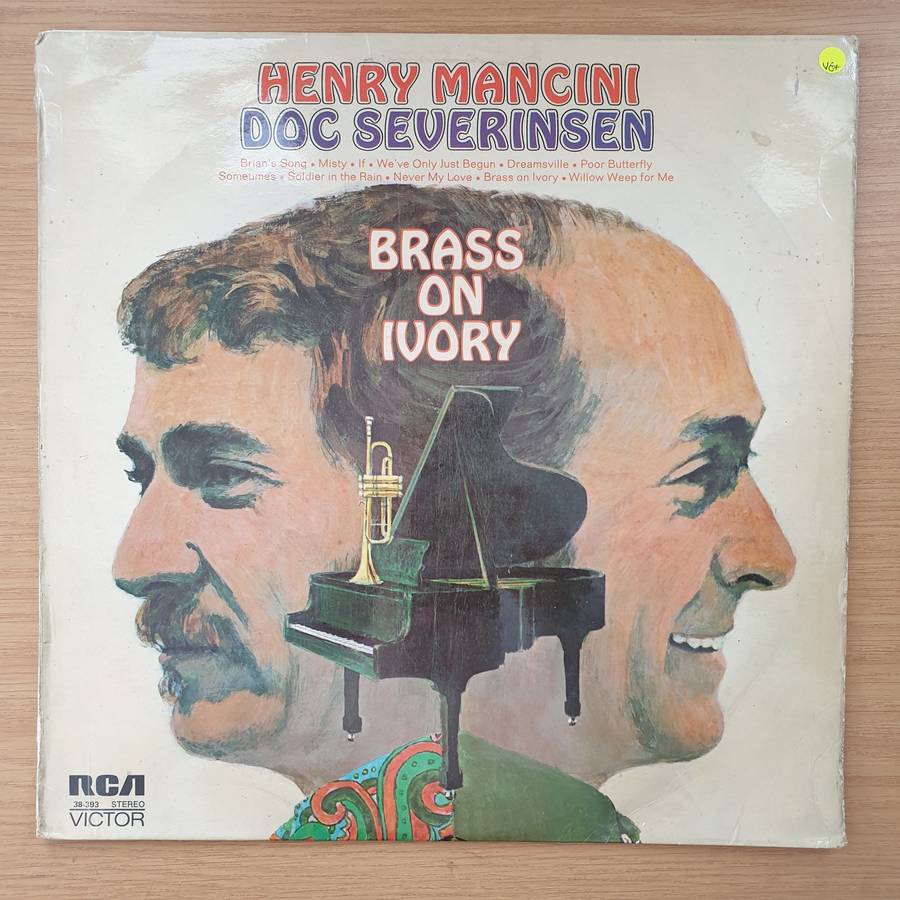 VG+
HENRY MANCINI
DOC SEVERINSEN
Brian's Song • Misty • If • We've Only Just Begun • Dreamsville • Poor Butterfly
Sometimes • Soldier in the Rain • Never My Love • Brass on Ivory • Willow Weep for Me
BRASS
ON
IVORY
RCA
38-393 STEREO
VICTOR